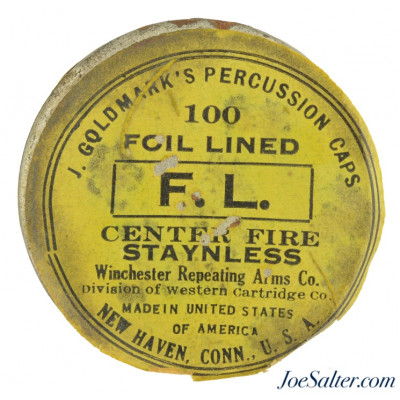 J. GOLDMARK'S PERCUSSION CAPS
100
FOIL LINED
F. L.
CENTER FIRE
STAYNLESS
Winchester Repeating Arms Co.
Division of Western Cartridge Co.
MADE IN UNITED STATES
OF AMERICA
NEW HAVEN, CONN., U. S. A.
JoeSalter.com